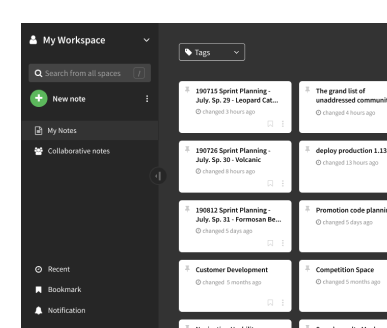 My Workspace
Search from all spaces /
New note
My Notes
Collaborative notes
Recent
Bookmark
Notification
Tags
190715 Sprint Planning -
July. Sp. 29 - Leopard Cat...
changed 3 hours ago
The grand list of
unaddressed communit
changed 4 hours ago
190726 Sprint Planning -
July. Sp. 30 - Volcanic
changed 8 hours ago
deploy production 1.13
changed 13 hours ago
190812 Sprint Planning -
July. Sp. 31 - Formosan Be...
changed 5 days ago
Promotion code plannin
changed 5 days ago
Customer Development
changed 5 months ago
Competition Space
changed 5 months ago